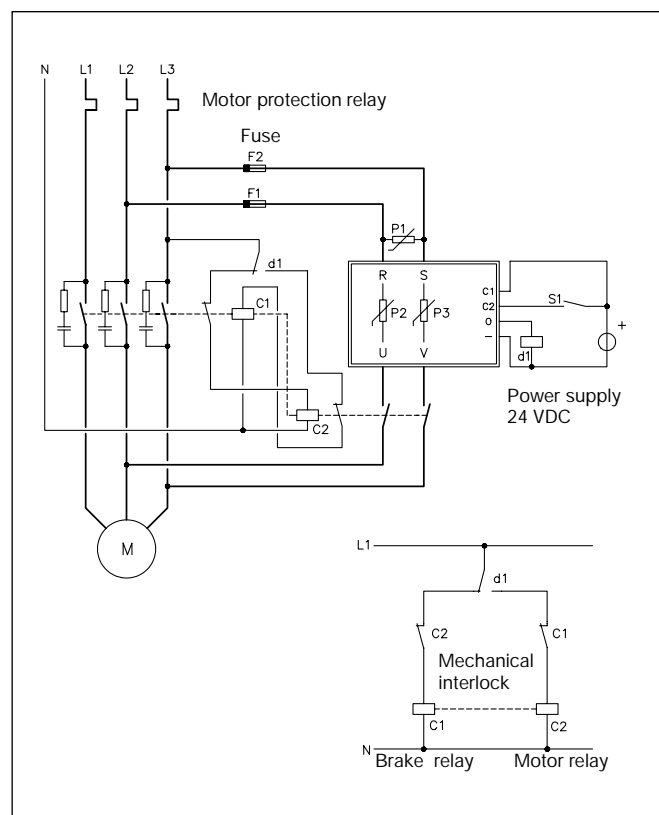 N L1 L2 L3
Motor protection relay
Fuse
F2
F1
P1
R S
d1
C1
C1
C2
S1
P2 P3
O
+
–
d1
U V
Power supply
24 VDC
C2
M
L1
d1
C2 C1
Mechanical
interlock
C1 C2
N
Brake relay Motor relay